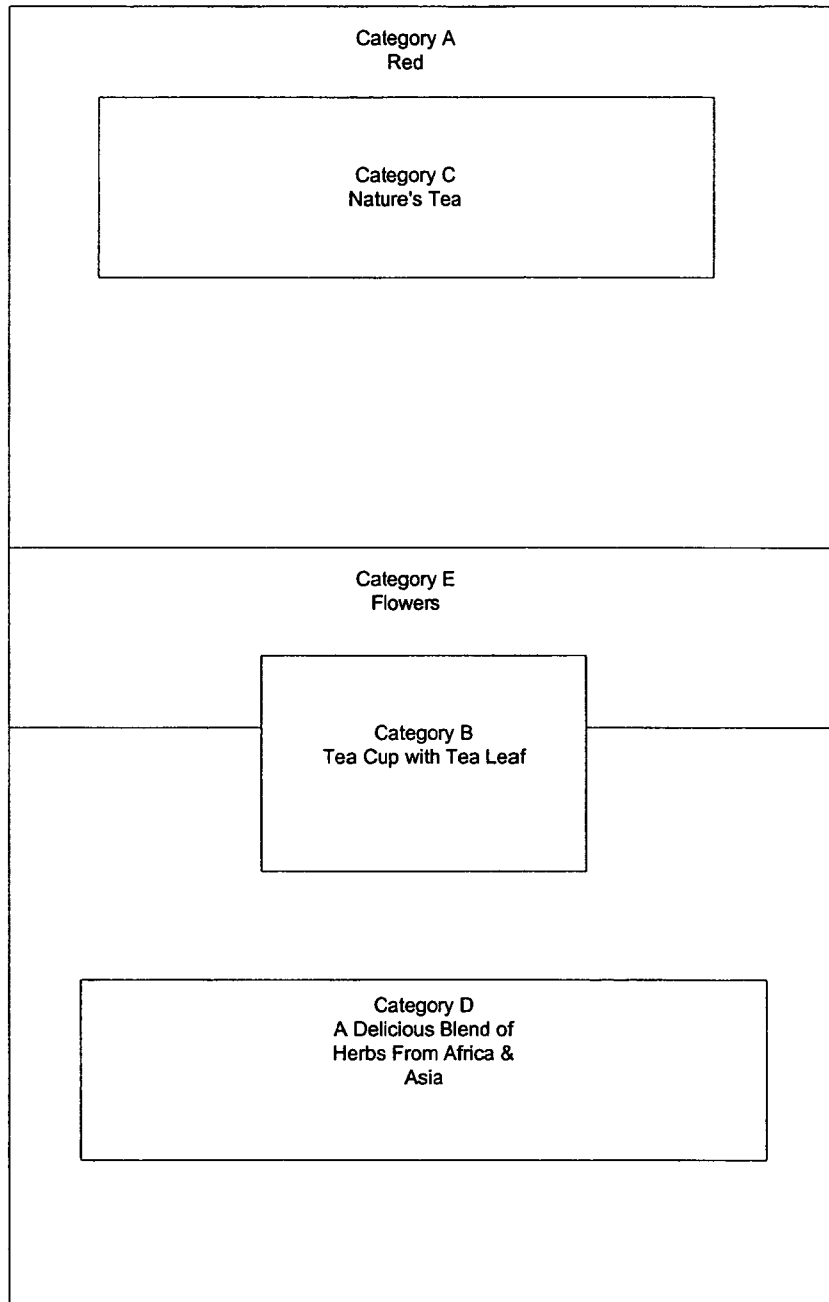 Category A
Red
Category C
Nature's Tea
Category E
Flowers
Category B
Tea Cup with Tea Leaf
Category D
A Delicious Blend of
Herbs From Africa &
Asia